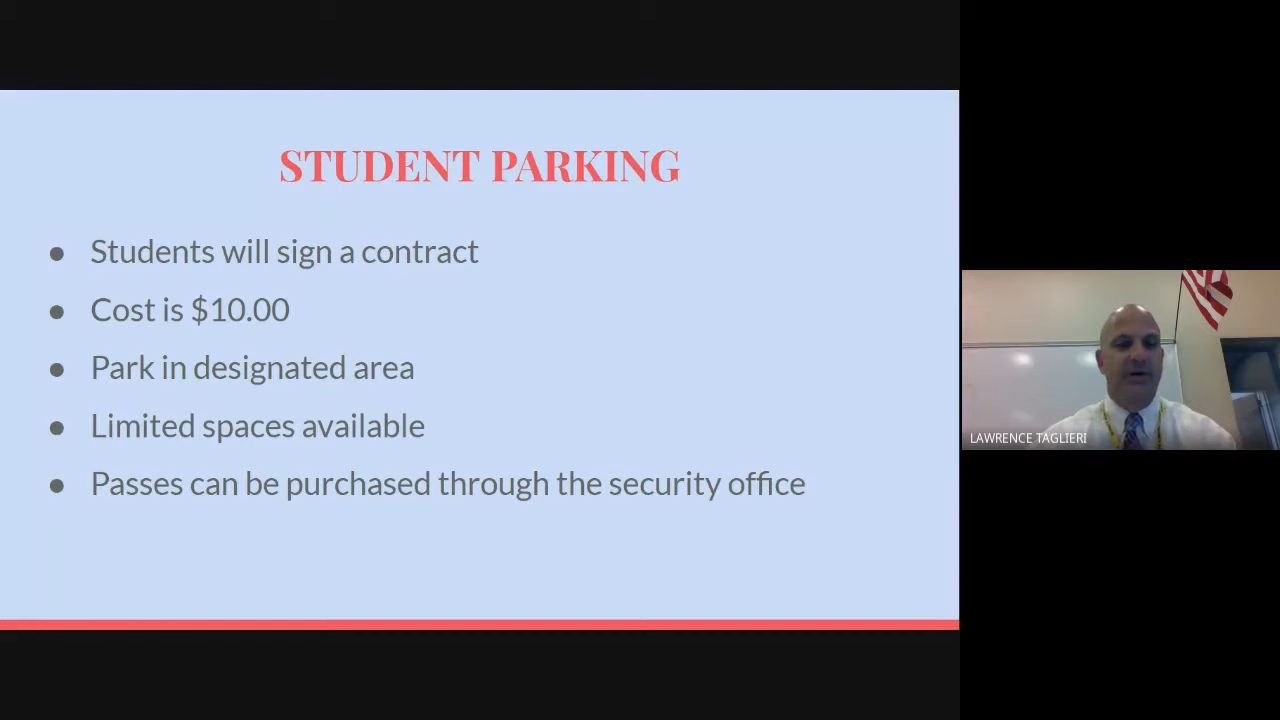 STUDENT PARKING
● Students will sign a contract
● Cost is $10.00
● Park in designated area
● Limited spaces available
● Passes can be purchased through the security office
LAWRENCE TAGLIERI